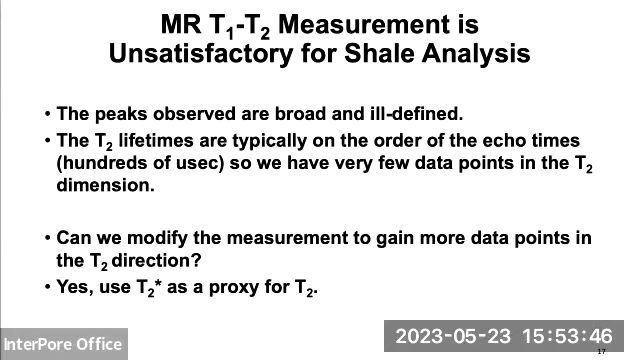 MR T₁-T₂ Measurement is
Unsatisfactory for Shale Analysis
• The peaks observed are broad and ill-defined.
• The T₂ lifetimes are typically on the order of the echo times
(hundreds of usec) so we have very few data points in the T₂
dimension.
• Can we modify the measurement to gain more data points in
the T₂ direction?
• Yes, use T₂* as a proxy for T₂.
InterPore Office
2023-05-23 15:53:46
17